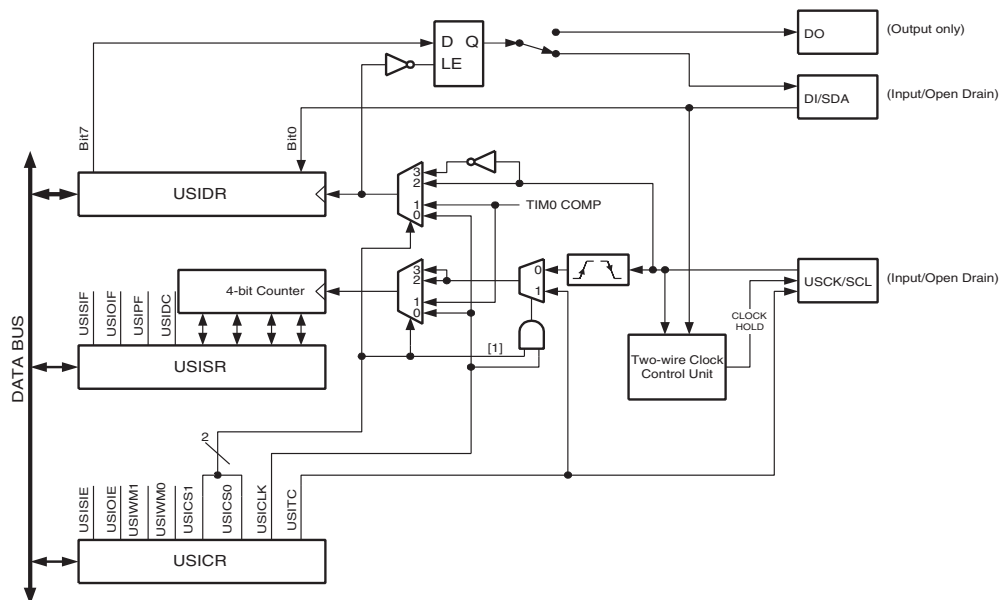 D Q
LE
DO
(Output only)
DI/SDA
(Input/Open Drain)
Bit7
Bit0
USIDR
3
2
1
0
TIM0 COMP
4-bit Counter
3
2
1
0
0
1
USCK/SCL
(Input/Open Drain)
CLOCK
HOLD
USISIF
USIOIF
USIPF
USIDC
[1]
USISR
Two-wire Clock
Control Unit
DATA BUS
2
USISIE
USIOIE
USIWM1
USIWM0
USICS1
USICS0
USICLK
USITC
USICR